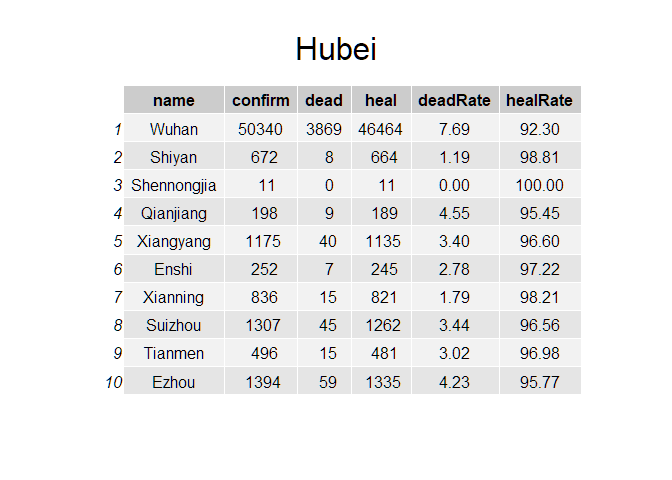 Hubei
name confirm dead heal deadRate healRate
1 Wuhan 50340 3869 46464 7.69 92.30
2 Shiyan 672 8 664 1.19 98.81
3 Shennongjia 11 0 11 0.00 100.00
4 Qianjiang 198 9 189 4.55 95.45
5 Xiangyang 1175 40 1135 3.40 96.60
6 Enshi 252 7 245 2.78 97.22
7 Xianning 836 15 821 1.79 98.21
8 Suizhou 1307 45 1262 3.44 96.56
9 Tianmen 496 15 481 3.02 96.98
10 Ezhou 1394 59 1335 4.23 95.77